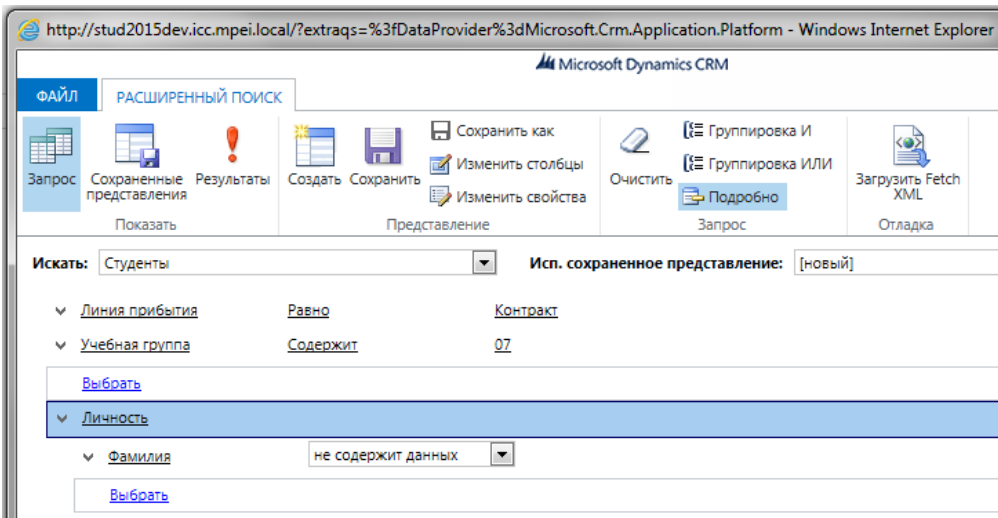 http://stud2015dev.icc.mpei.local/?extraqs=%3fDataProvider%3dMicrosoft.Crm.Application.Platform - Windows Internet Explorer
Microsoft Dynamics CRM
ФАЙЛ РАСШИРЕННЫЙ ПОИСК
Запрос
Сохраненные представления
Результаты
Показать
Создать
Сохранить
Сохранить как
Изменить столбцы
Изменить свойства
Представление
Очистить
Группировка И
Группировка ИЛИ
Подробно
Запрос
Загрузить Fetch XML
Отладка
Искать: Студенты Исп. сохраненное представление: [новый]
Линия прибытия Равно Контракт
Учебная группа Содержит 07
Выбрать
Личность
Фамилия не содержит данных
Выбрать